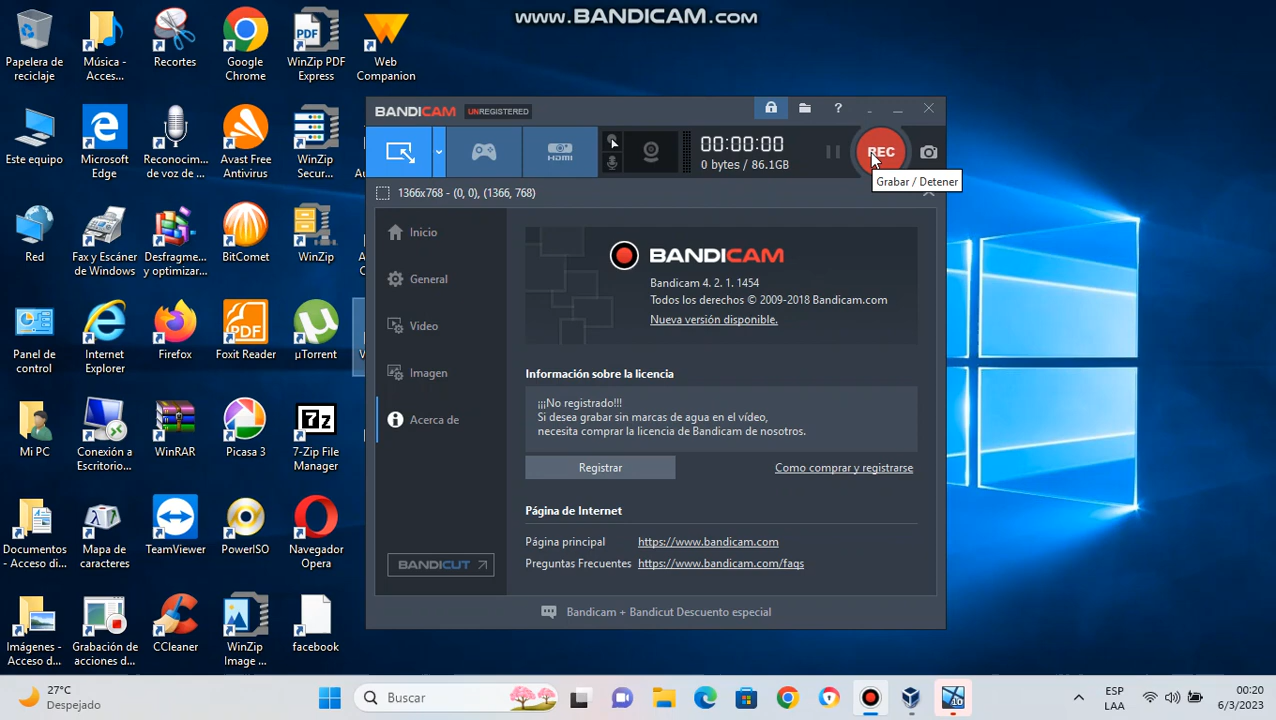 www.BANDICAM.com
Papelera de reciclaje
Música - Acces...
Recortes
Google Chrome
WinZip PDF Express
Web Companion
Este equipo
Microsoft Edge
Reconocim... de voz de ...
Avast Free Antivirus
WinZip Sy...
Red
Fax y Escáner de Windows
Desfragme... y optimizar...
BitComet
WinZip
Panel de control
Internet Explorer
Firefox
Foxit Reader
µTorrent
Mi PC
Conexión a Escritorio...
WinRAR
Picasa 3
7-Zip File Manager
Documentos - Acceso di...
Mapa de caracteres
TeamViewer
PowerISO
Navegador Opera
Imágenes - Acceso d...
Grabación de acciones d...
CCleaner
WinZip Image ...
facebook
BANDICAM UNREGISTERED
HDMI
00:00:00
0 bytes / 86.1GB
REC
Grabar / Detener
1366x768 - (0, 0), (1366, 768)
Inicio
General
Video
Imagen
Acerca de
BANDICUT
BANDICAM
Bandicam 4. 2. 1. 1454
Todos los derechos © 2009-2018 Bandicam.com
Nueva versión disponible.
Información sobre la licencia
¡¡¡No registrado!!!
Si desea grabar sin marcas de agua en el vídeo,
necesita comprar la licencia de Bandicam de nosotros.
Registrar
Como comprar y registrarse
Página de Internet
Página principal https://www.bandicam.com
Preguntas Frecuentes https://www.bandicam.com/faqs
Bandicam + Bandicut Descuento especial
27°C
Despejado
Buscar
ESP
LAA
00:20
6/3/2023